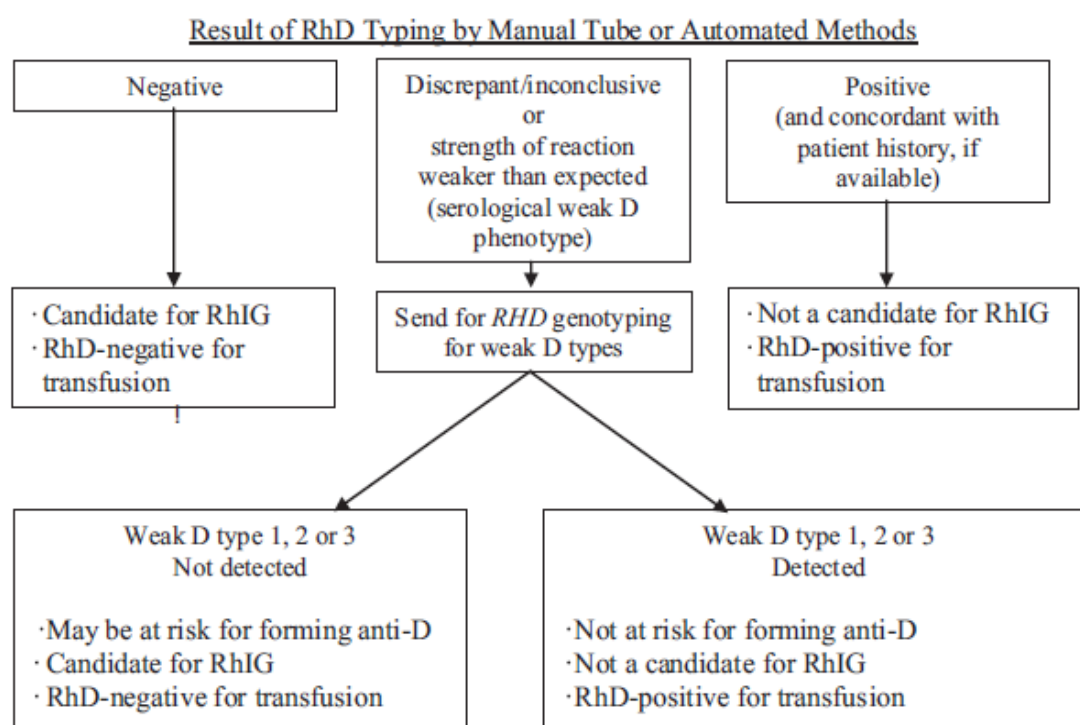 Result of RhD Typing by Manual Tube or Automated Methods
Negative
Discrepant/inconclusive
or
strength of reaction
weaker than expected
(serological weak D
phenotype)
Positive
(and concordant with
patient history, if
available)
·Candidate for RhIG
·RhD-negative for
transfusion
!
Send for RHD genotyping
for weak D types
·Not a candidate for RhIG
·RhD-positive for
transfusion
Weak D type 1, 2 or 3
Not detected
·May be at risk for forming anti-D
·Candidate for RhIG
·RhD-negative for transfusion
Weak D type 1, 2 or 3
Detected
·Not at risk for forming anti-D
·Not a candidate for RhIG
·RhD-positive for transfusion